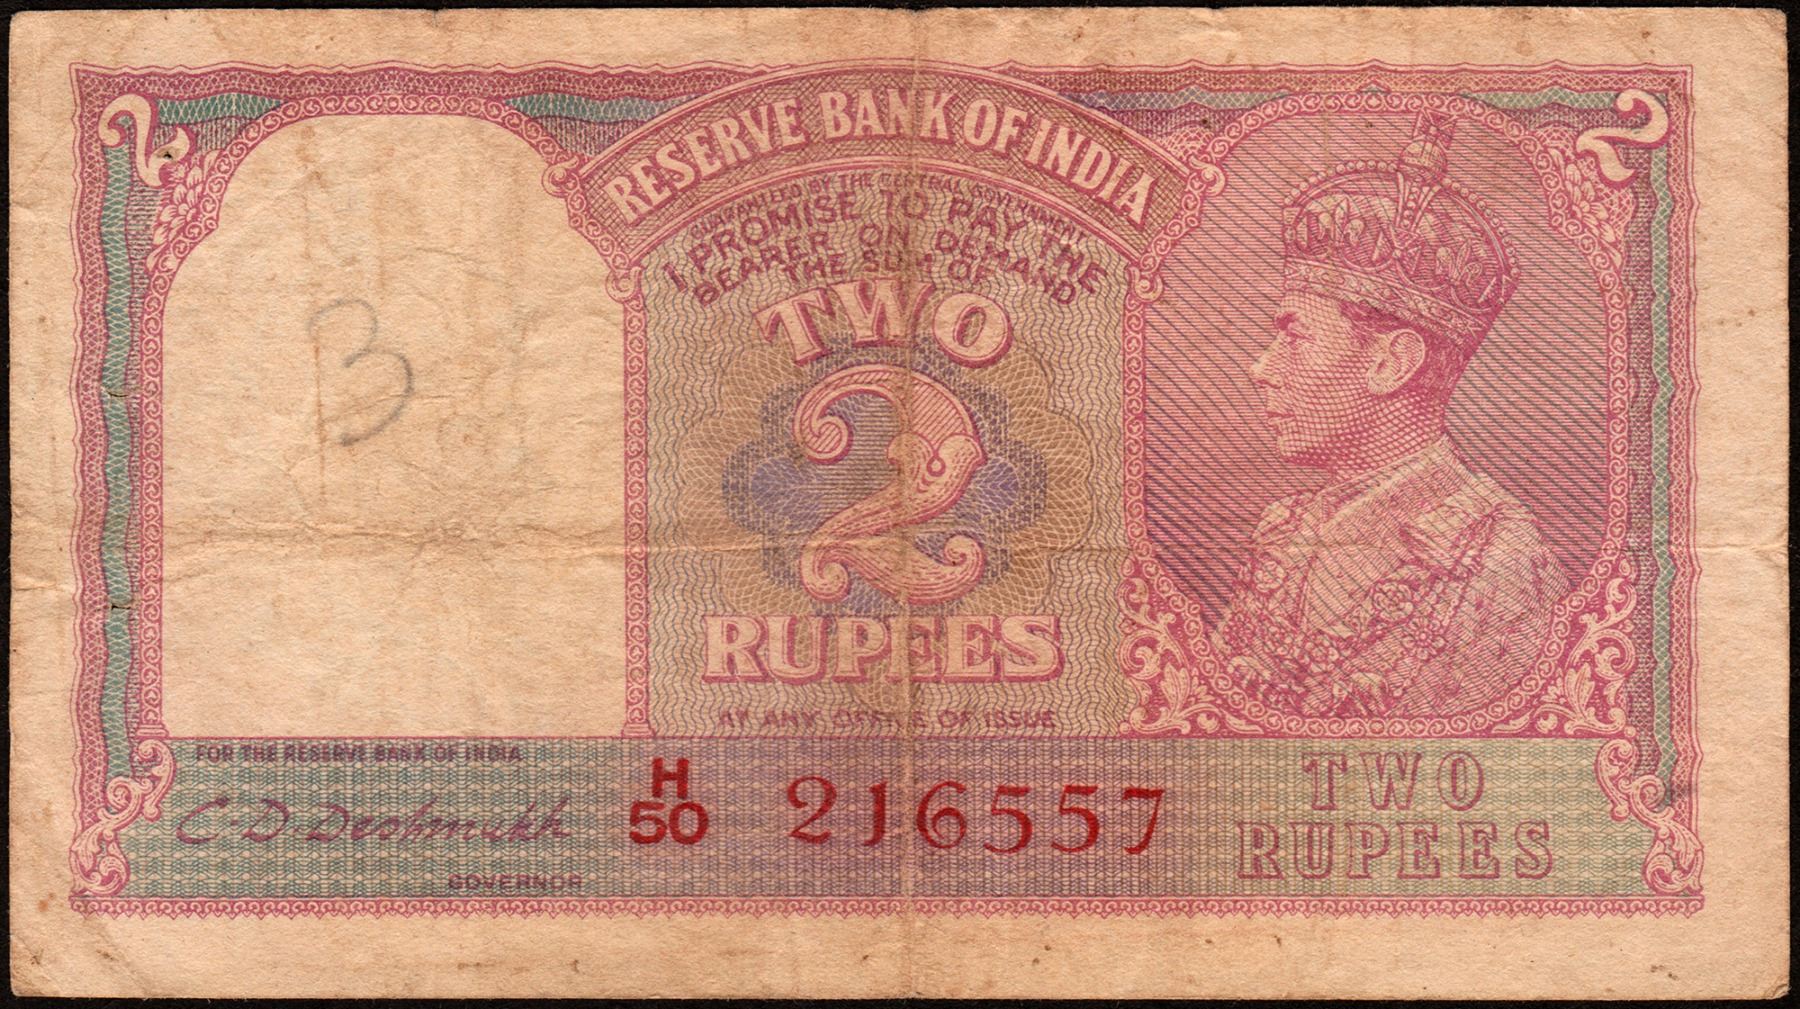 2
2
RESERVE BANK OF INDIA
GUARANTEED BY THE CENTRAL GOVERNMENT
I PROMISE TO PAY THE
BEARER ON DEMAND
THE SUM OF
TWO
B
2
RUPEES
AT ANY OFFICE OF ISSUE
FOR THE RESERVE BANK OF INDIA
C. D. Deshmukh
GOVERNOR
H
50
216557
TWO
RUPEES